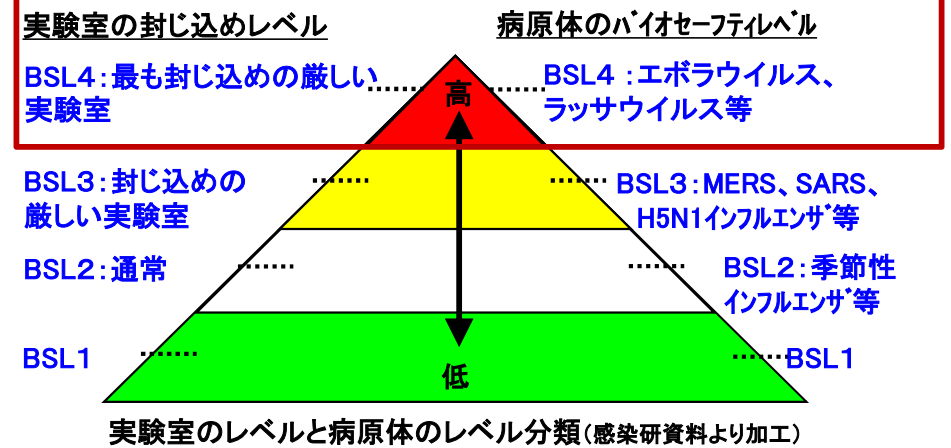 実験室の封じ込めレベル
病原体のバイオセーフティレベル
BSL4:最も封じ込めの厳しい
実験室
高
BSL4 :エボラウイルス、
ラッサウイルス等
BSL3:封じ込めの
厳しい実験室
BSL3:MERS、SARS、
H5N1インフルエンザ等
BSL2:通常
BSL2:季節性
インフルエンザ等
BSL1
低
BSL1
実験室のレベルと病原体のレベル分類(感染研資料より加工)